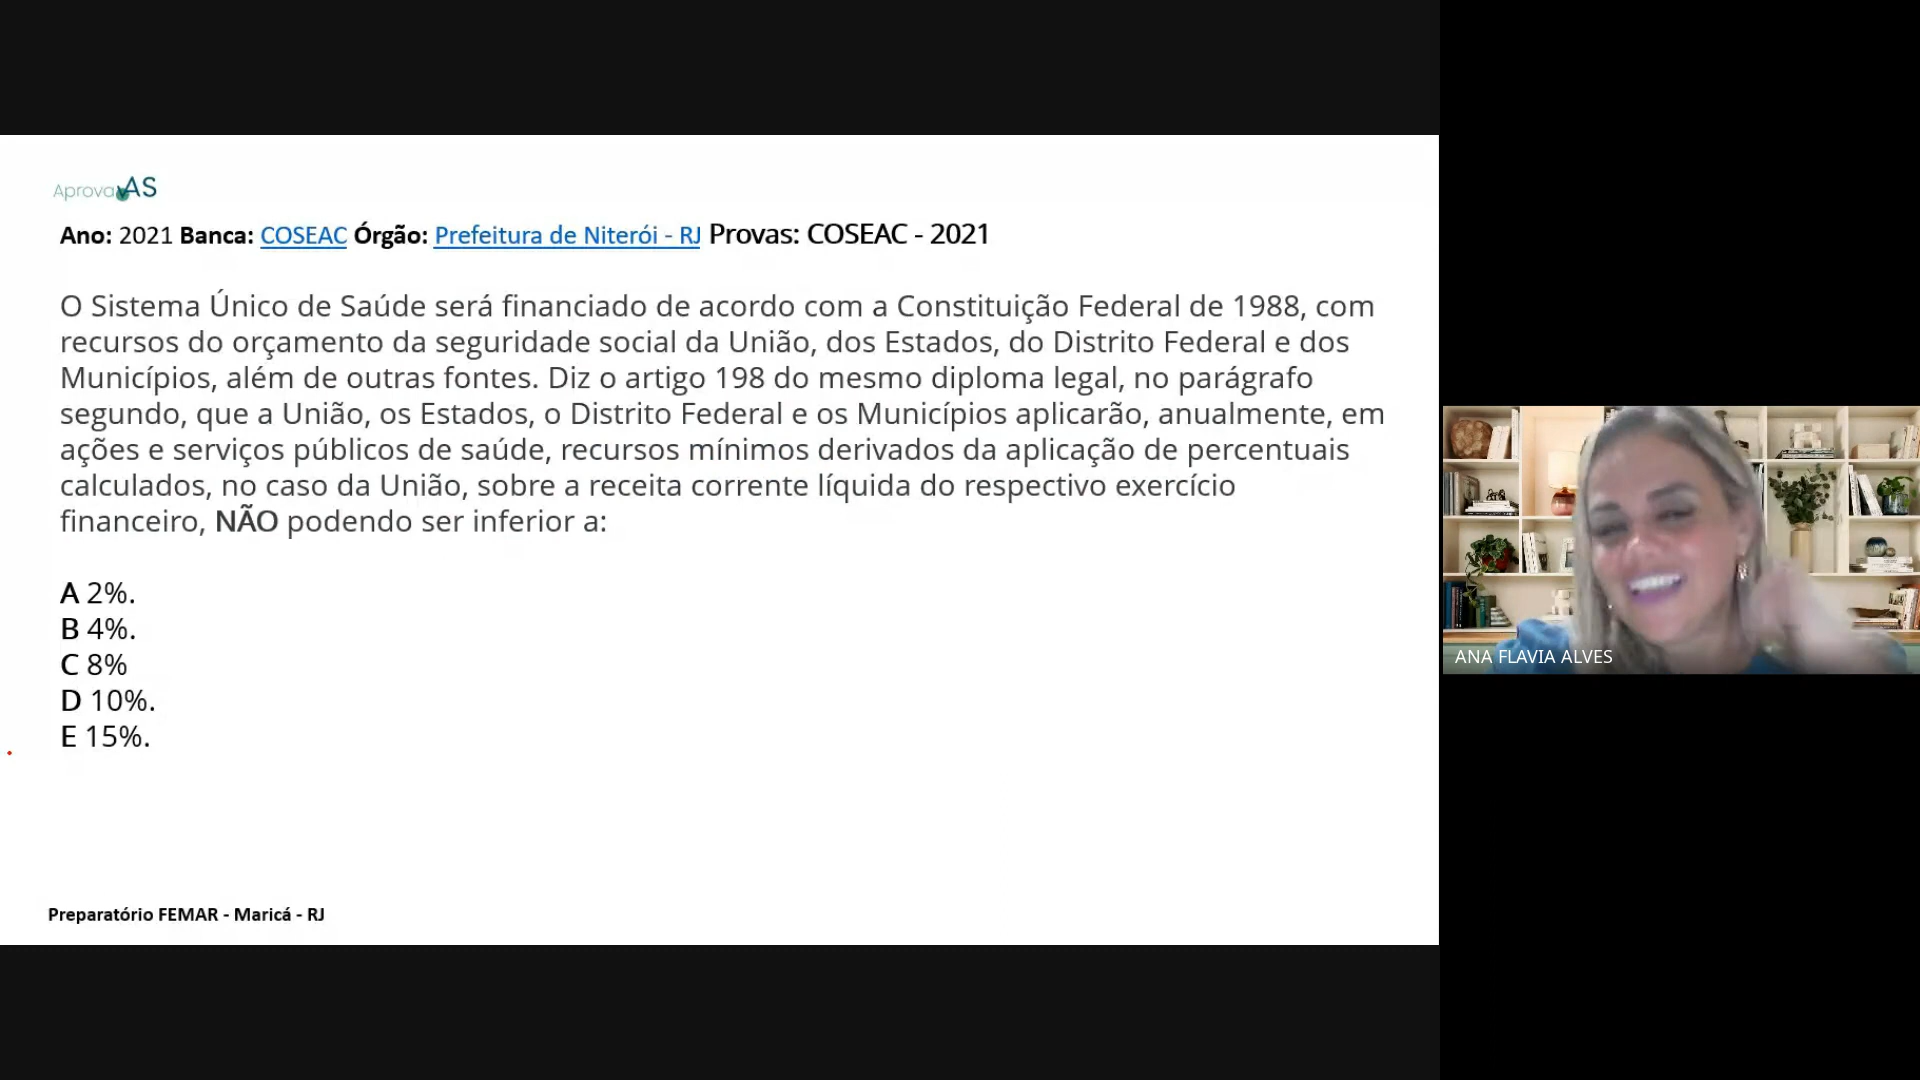 AprovaAS
Ano: 2021 Banca: COSEAC Órgão: Prefeitura de Niterói - RJ Provas: COSEAC - 2021
O Sistema Único de Saúde será financiado de acordo com a Constituição Federal de 1988, com
recursos do orçamento da seguridade social da União, dos Estados, do Distrito Federal e dos
Municípios, além de outras fontes. Diz o artigo 198 do mesmo diploma legal, no parágrafo
segundo, que a União, os Estados, o Distrito Federal e os Municípios aplicarão, anualmente, em
ações e serviços públicos de saúde, recursos mínimos derivados da aplicação de percentuais
calculados, no caso da União, sobre a receita corrente líquida do respectivo exercício
financeiro, NÃO podendo ser inferior a:
A 2%.
B 4%.
C 8%
D 10%.
E 15%.
Preparatório FEMAR - Maricá - RJ
ANA FLAVIA ALVES